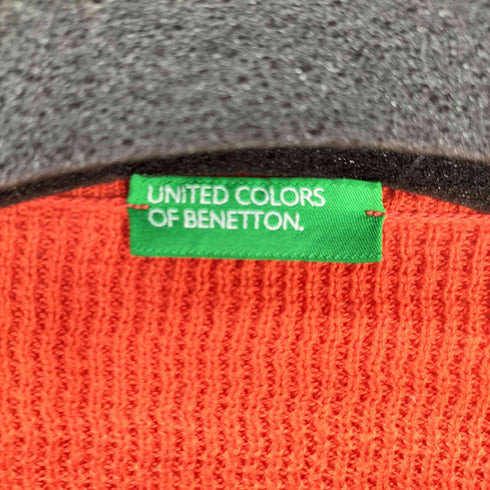 UNITED COLORS
OF BENETTON.